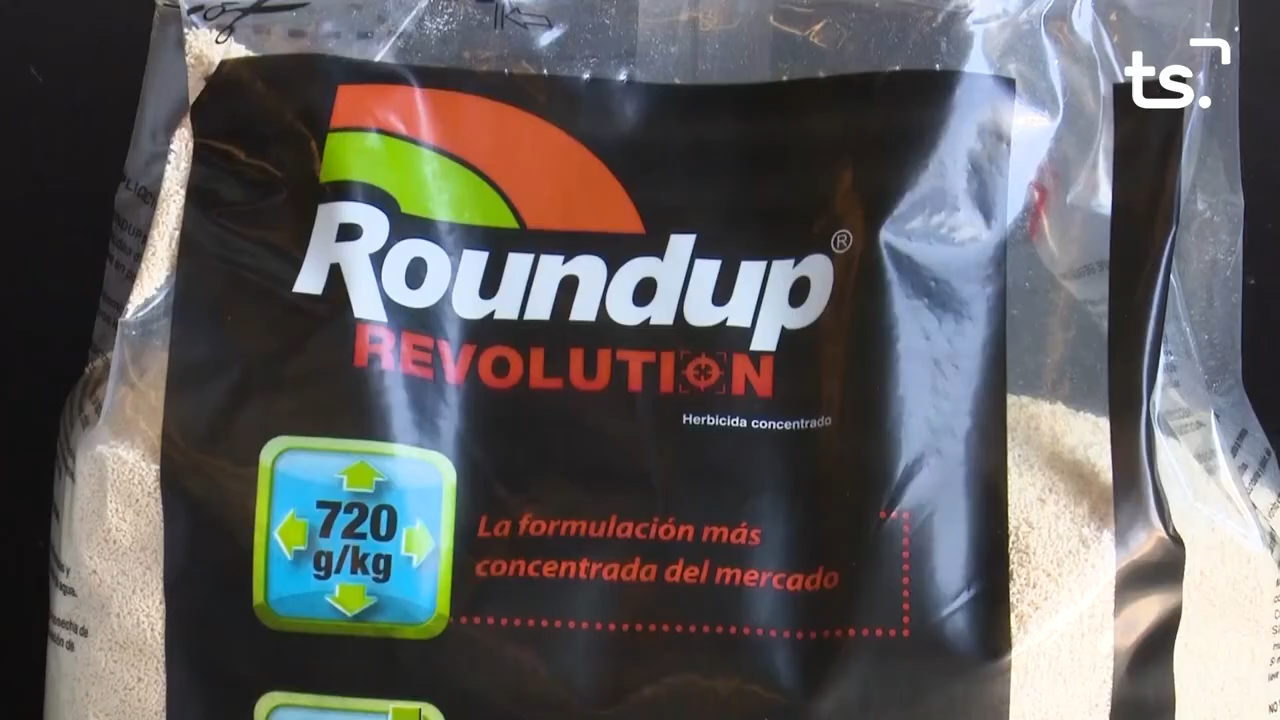 ts.
Roundup®
REVOLUTION
Herbicida concentrado
720
g/kg
La formulación más
concentrada del mercado